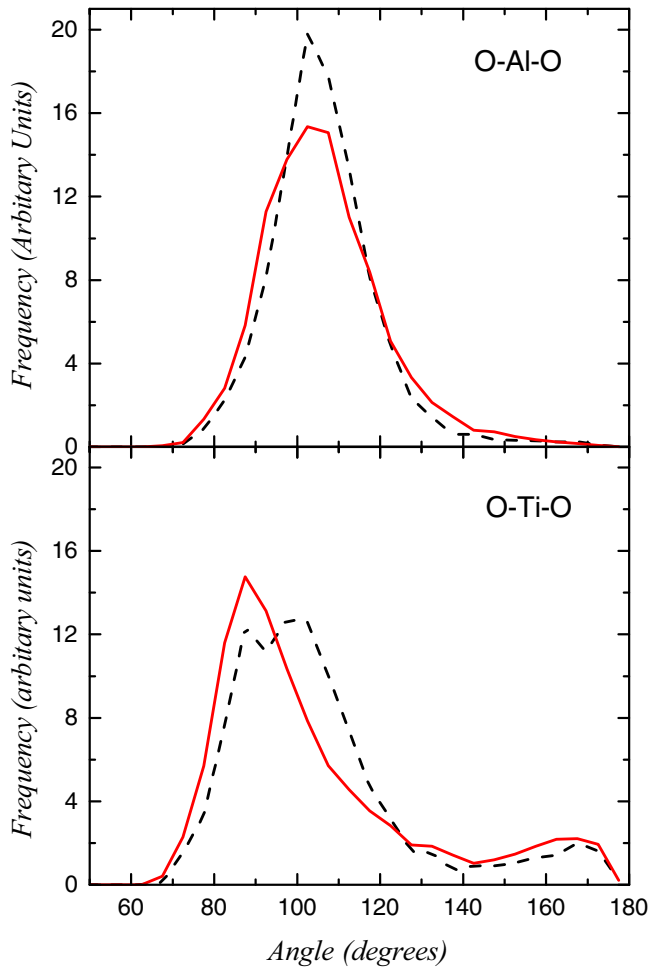 20
16
12
8
4
0
Frequency (Arbitary Units)
O-Al-O
20
16
12
8
4
0
Frequency (arbitary units)
O-Ti-O
60 80 100 120 140 160 180
Angle (degrees)